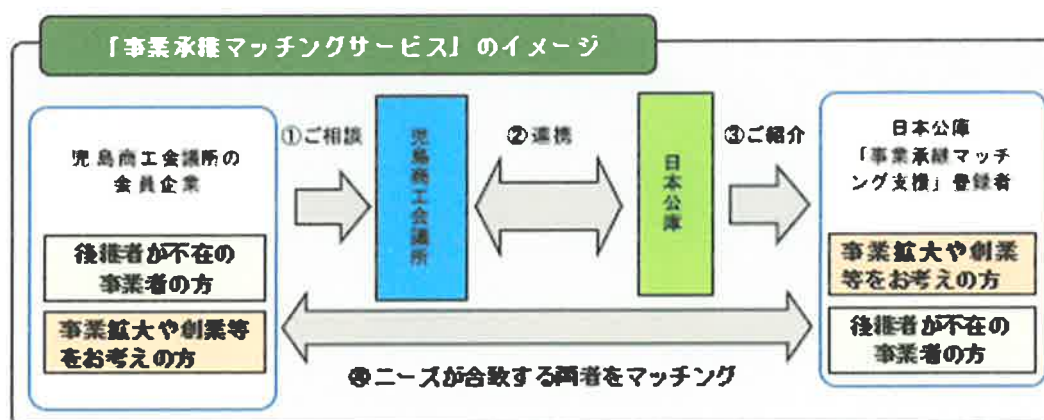 「事業承継マッチングサービス」のイメージ
児島商工会議所の
会員企業
後継者が不在の
事業者の方
事業拡大や創業等
をお考えの方
①ご相談
児島商工会議所
②連携
日本公庫
③ご紹介
日本公庫
「事業承継マッチ
ング支援」登録者
事業拡大や創業
等をお考えの方
後継者が不在の
事業者の方
④ニーズが合致する両者をマッチング